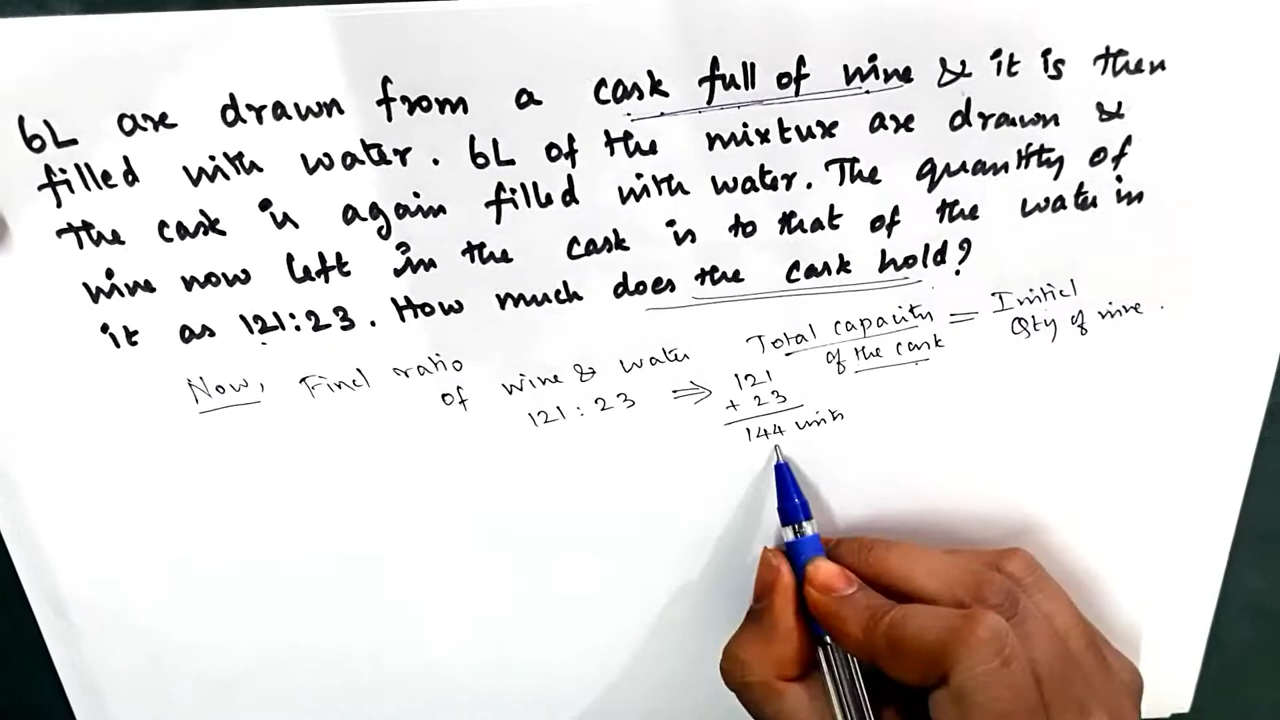 6L are drawn from a cask full of wine & it is then
filled with water. 6L of the mixture are drawn &
the cask is again filled with water. The quantity of
wine now left in the cask is to that of the water in
it as 121:23. How much does the cask hold?
Now, Final ratio
of wine & water
121:23 ⇒
Total capacity
of the cask
= Initial
Qty of wine.
121
+ 23
144 units